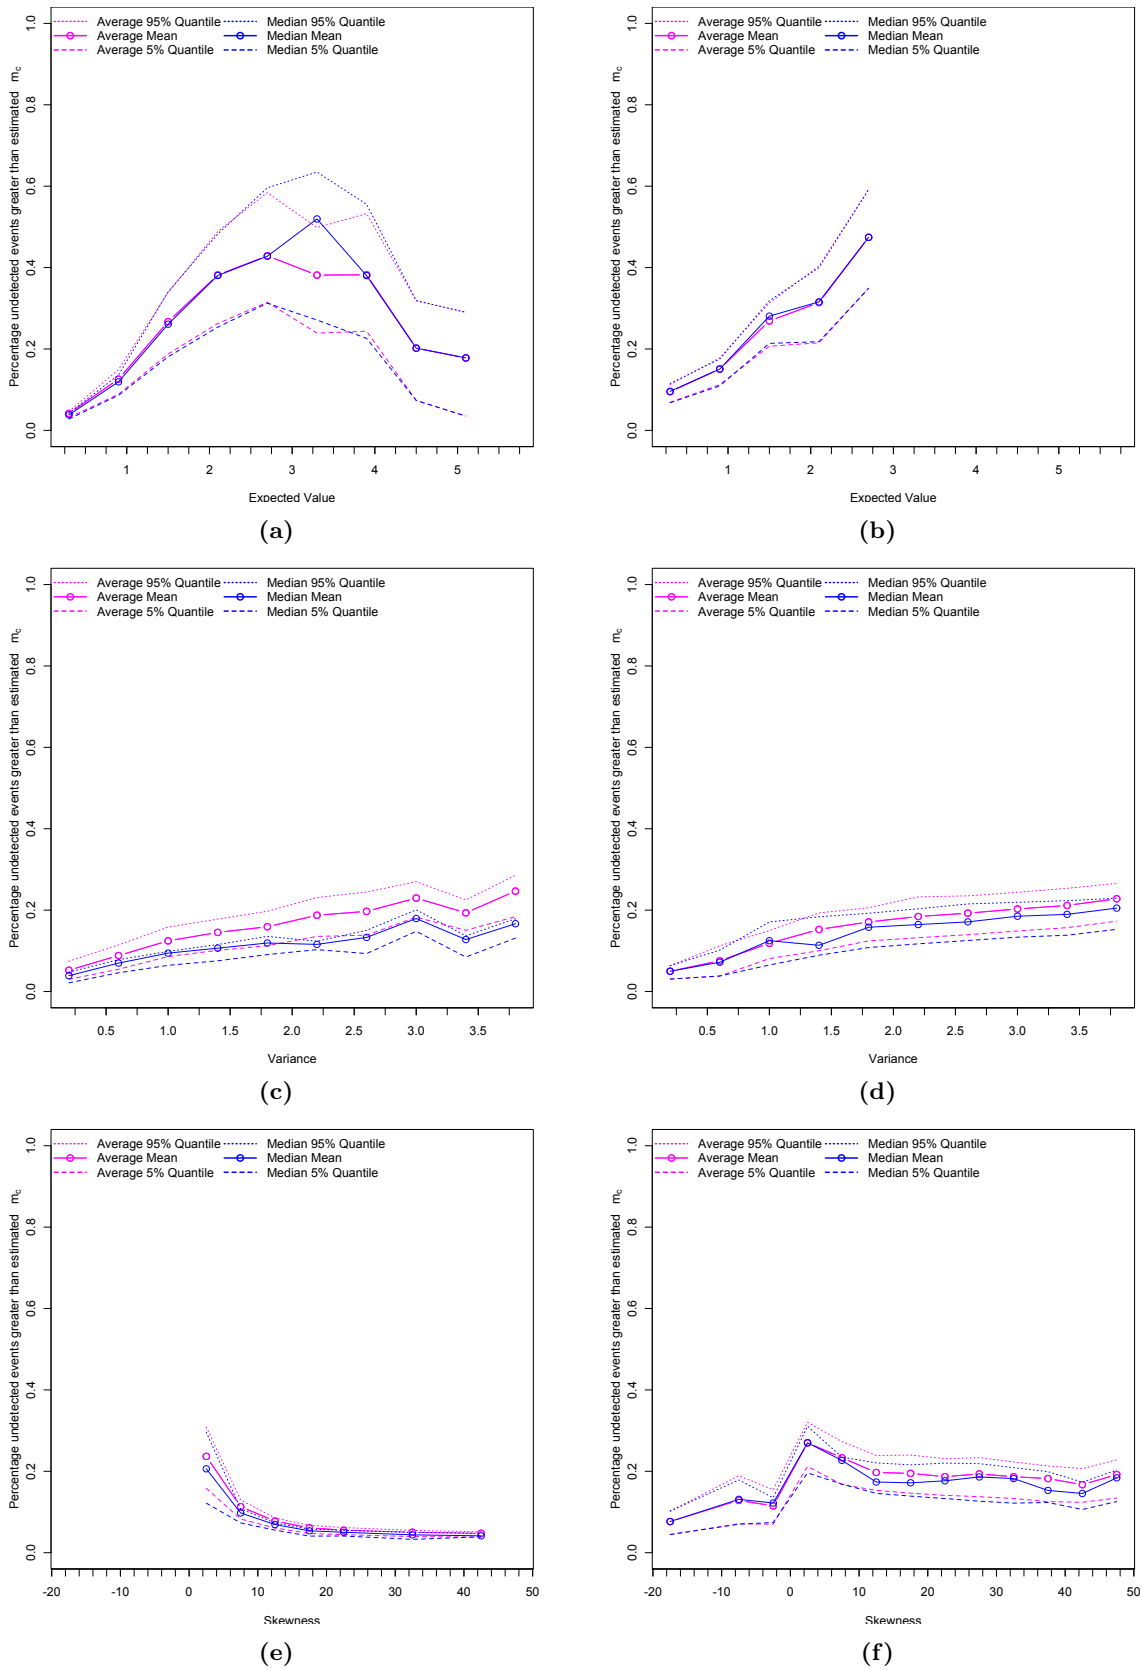 Average 95% Quantile Median 95% Quantile
Average Mean Median Mean
Average 5% Quantile Median 5% Quantile
Percentage undetected events greater than estimated m_c
0.0 0.2 0.4 0.6 0.8 1.0
1 2 3 4 5
Expected Value
(a)
Average 95% Quantile Median 95% Quantile
Average Mean Median Mean
Average 5% Quantile Median 5% Quantile
Percentage undetected events greater than estimated m_c
0.0 0.2 0.4 0.6 0.8 1.0
1 2 3 4 5
Expected Value
(b)
Average 95% Quantile Median 95% Quantile
Average Mean Median Mean
Average 5% Quantile Median 5% Quantile
Percentage undetected events greater than estimated m_c
0.0 0.2 0.4 0.6 0.8 1.0
0.5 1.0 1.5 2.0 2.5 3.0 3.5
Variance
(c)
Average 95% Quantile Median 95% Quantile
Average Mean Median Mean
Average 5% Quantile Median 5% Quantile
Percentage undetected events greater than estimated m_c
0.0 0.2 0.4 0.6 0.8 1.0
0.5 1.0 1.5 2.0 2.5 3.0 3.5
Variance
(d)
Average 95% Quantile Median 95% Quantile
Average Mean Median Mean
Average 5% Quantile Median 5% Quantile
Percentage undetected events greater than estimated m_c
0.0 0.2 0.4 0.6 0.8 1.0
-20 -10 0 10 20 30 40 50
Skewness
(e)
Average 95% Quantile Median 95% Quantile
Average Mean Median Mean
Average 5% Quantile Median 5% Quantile
Percentage undetected events greater than estimated m_c
0.0 0.2 0.4 0.6 0.8 1.0
-20 -10 0 10 20 30 40 50
Skewness
(f)